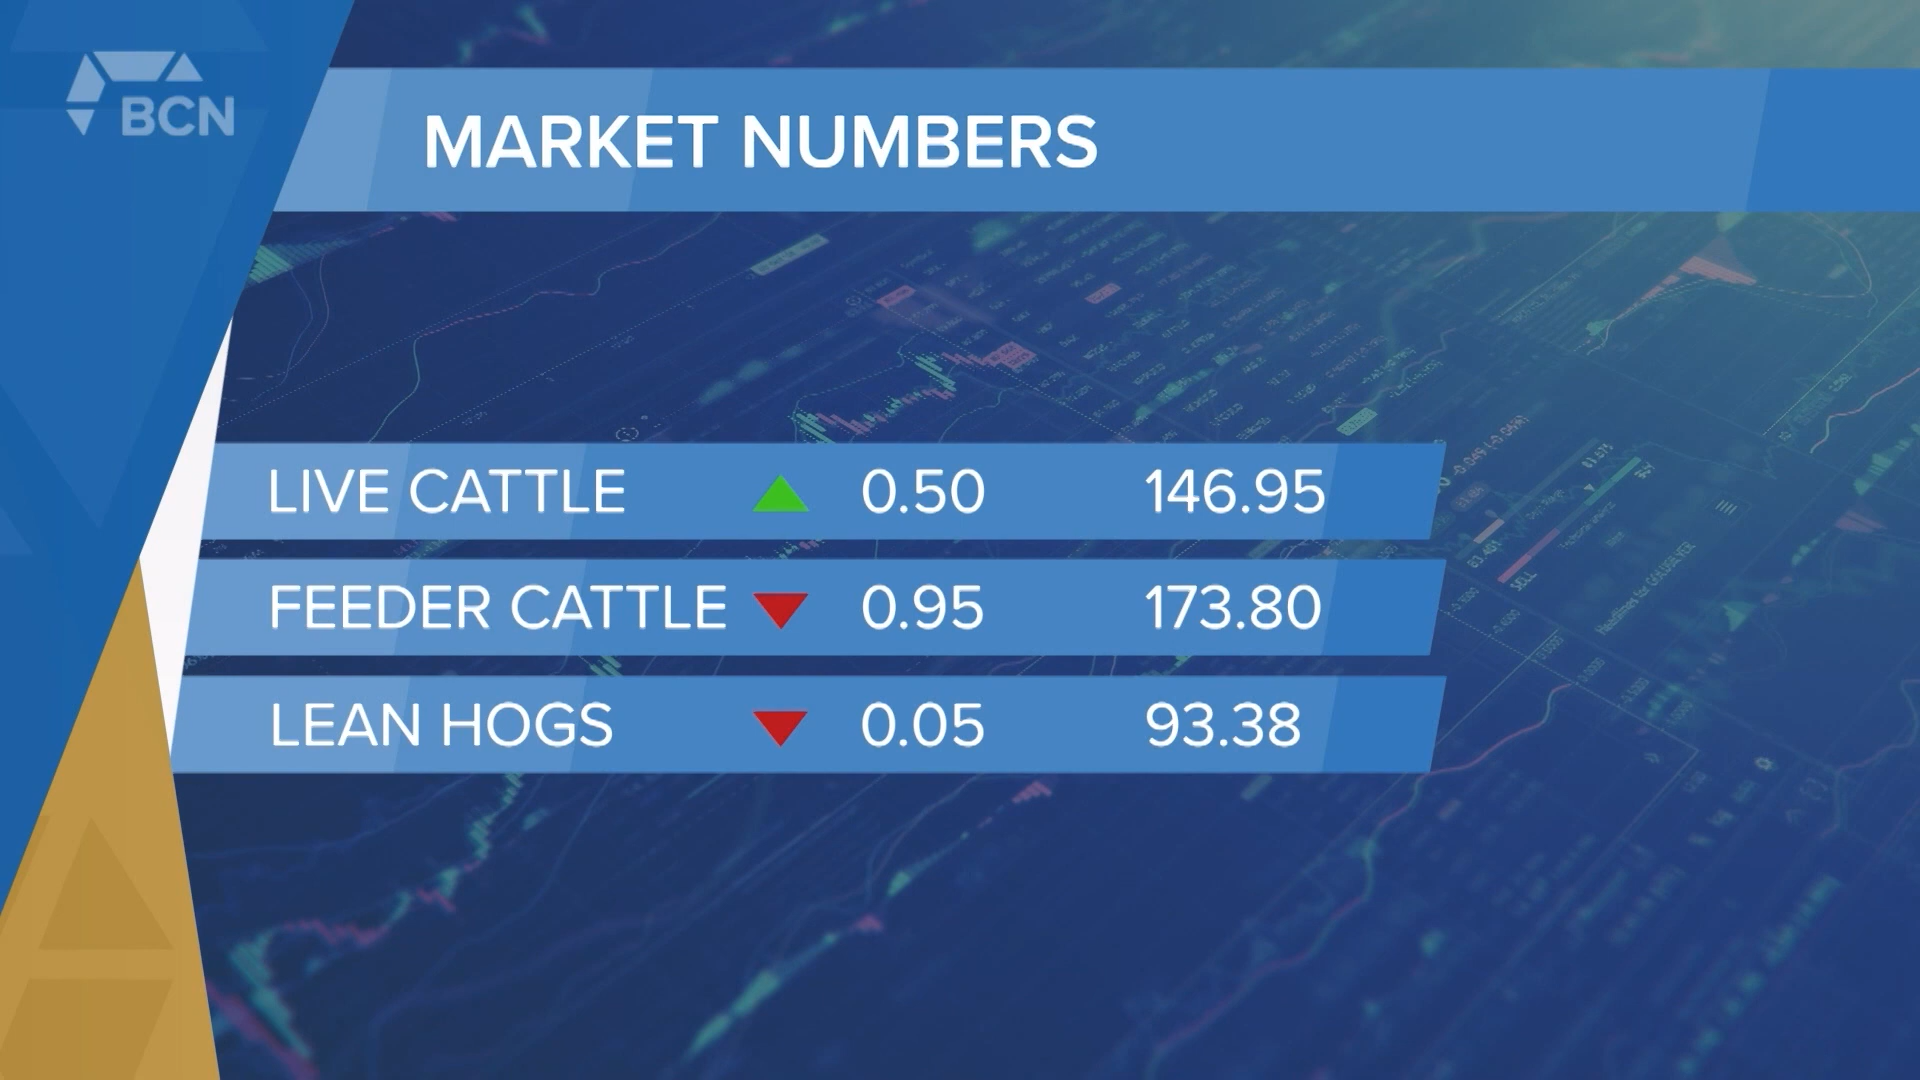 BCN
MARKET NUMBERS
LIVE CATTLE 0.50 146.95
FEEDER CATTLE 0.95 173.80
LEAN HOGS 0.05 93.38
SELL